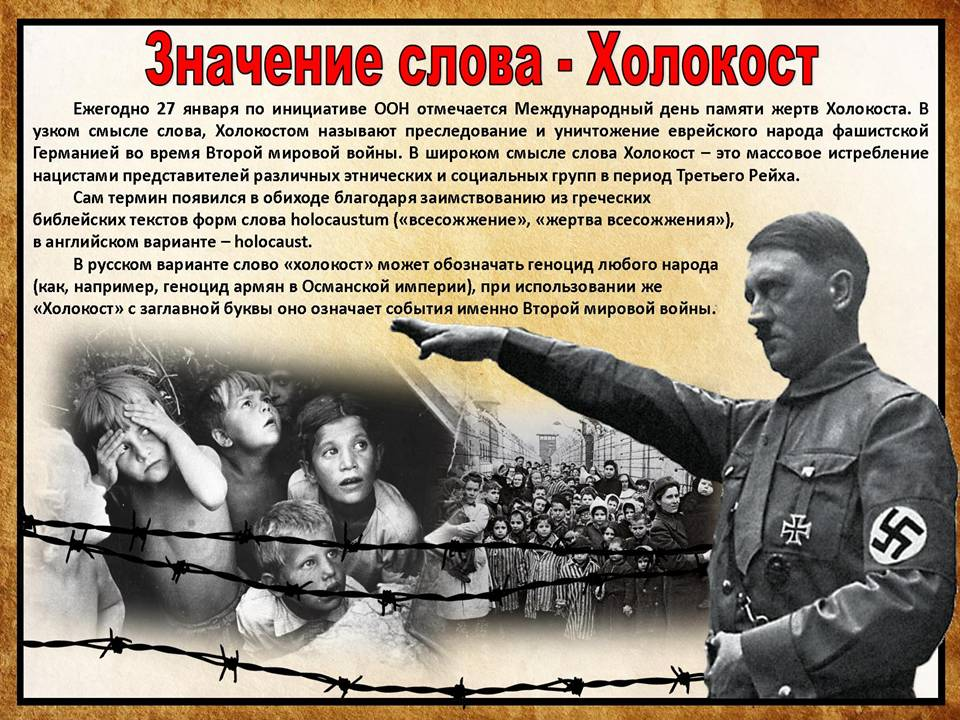 Значение слова - Холокост
Ежегодно 27 января по инициативе ООН отмечается Международный день памяти жертв Холокоста. В
узком смысле слова, Холокостом называют преследование и уничтожение еврейского народа фашистской
Германией во время Второй мировой войны. В широком смысле слова Холокост – это массовое истребление
нацистами представителей различных этнических и социальных групп в период Третьего Рейха.
Сам термин появился в обиходе благодаря заимствованию из греческих
библейских текстов форм слова holocaustum («всесожжение», «жертва всесожжения»),
в английском варианте – holocaust.
В русском варианте слово «холокост» может обозначать геноцид любого народа
(как, например, геноцид армян в Османской империи), при использовании же
«Холокост» с заглавной буквы оно означает события именно Второй мировой войны.